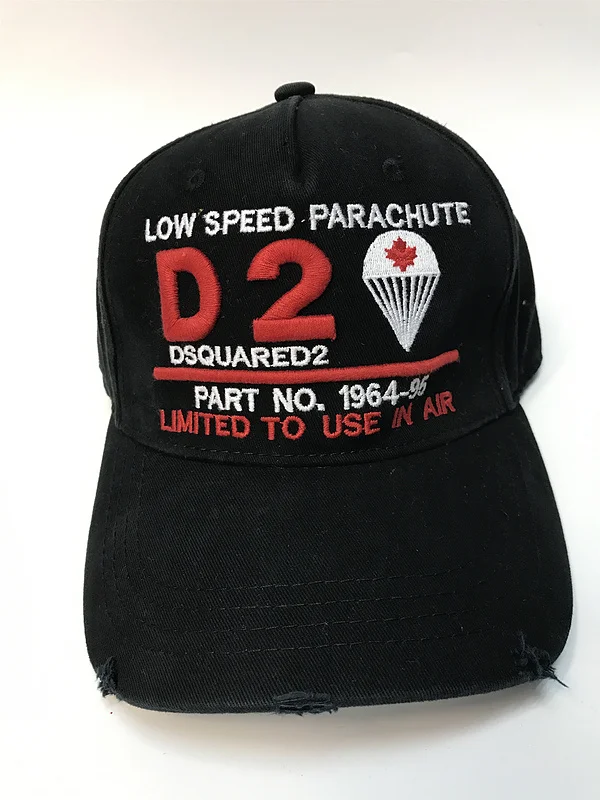 LOW SPEED PARACHUTE
D2
DSQUARED2
PART NO. 1964-96
LIMITED TO USE IN AIR